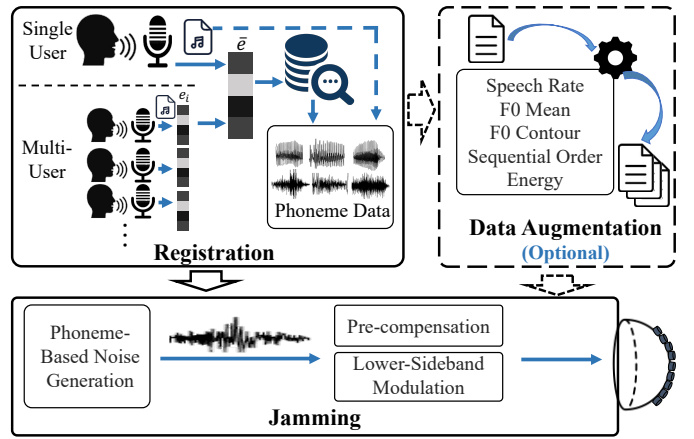 Single
User
ē
e_i
Multi-
User
Phoneme Data
Registration
Speech Rate
F0 Mean
F0 Contour
Sequential Order
Energy
Data Augmentation
(Optional)
Phoneme-
Based Noise
Generation
Pre-compensation
Lower-Sideband
Modulation
Jamming